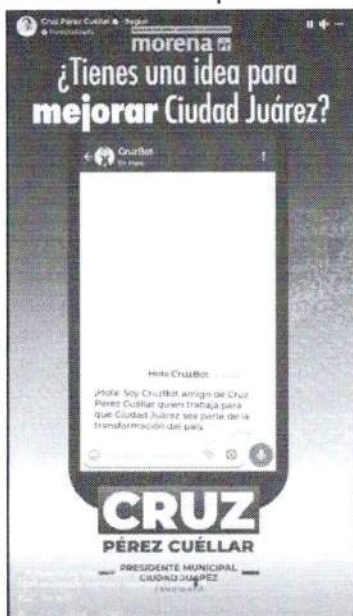 Cruz Pérez Cuéllar · Seguir
morena PT
¿Tienes una idea para
mejorar Ciudad Juárez?
CruzBot
Hola CruzBot
¡Hola! Soy CruzBot amigo de Cruz
Pérez Cuéllar quien trabaja para
que Ciudad Juárez sea parte de la
transformación del país
CRUZ
PÉREZ CUÉLLAR
PRESIDENTE MUNICIPAL
CIUDAD JUÁREZ
CANDIDATO